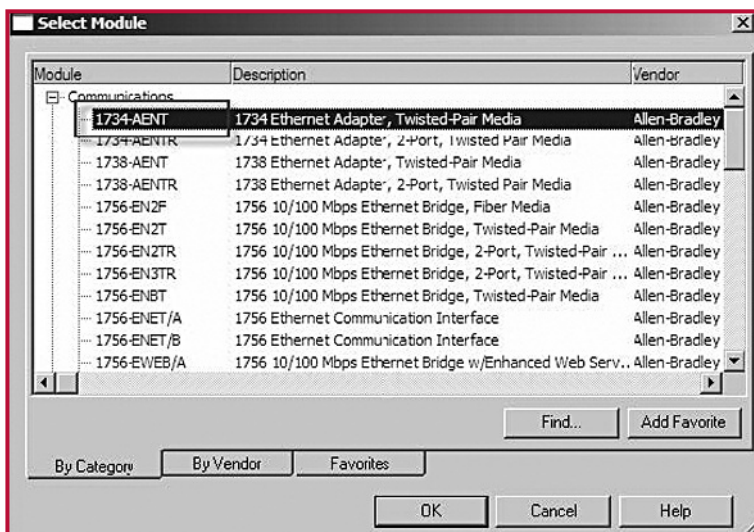 Select Module
Module Description Vendor
Communications
1734-AENT 1734 Ethernet Adapter, Twisted-Pair Media Allen-Bradley
1734-AENTR 1734 Ethernet Adapter, 2-Port, Twisted Pair Media Allen-Bradley
1738-AENT 1738 Ethernet Adapter, Twisted-Pair Media Allen-Bradley
1738-AENTR 1738 Ethernet Adapter, 2-Port, Twisted Pair Media Allen-Bradley
1756-EN2F 1756 10/100 Mbps Ethernet Bridge, Fiber Media Allen-Bradley
1756-EN2T 1756 10/100 Mbps Ethernet Bridge, Twisted-Pair Media Allen-Bradley
1756-EN2TR 1756 10/100 Mbps Ethernet Bridge, 2-Port, Twisted-Pair ... Allen-Bradley
1756-EN3TR 1756 10/100 Mbps Ethernet Bridge, 2-Port, Twisted-Pair ... Allen-Bradley
1756-ENBT 1756 10/100 Mbps Ethernet Bridge, Twisted-Pair Media Allen-Bradley
1756-ENET/A 1756 Ethernet Communication Interface Allen-Bradley
1756-ENET/B 1756 Ethernet Communication Interface Allen-Bradley
1756-EWEB/A 1756 10/100 Mbps Ethernet Bridge w/Enhanced Web Serv... Allen-Bradley
Find... Add Favorite
By Category By Vendor Favorites
OK Cancel Help